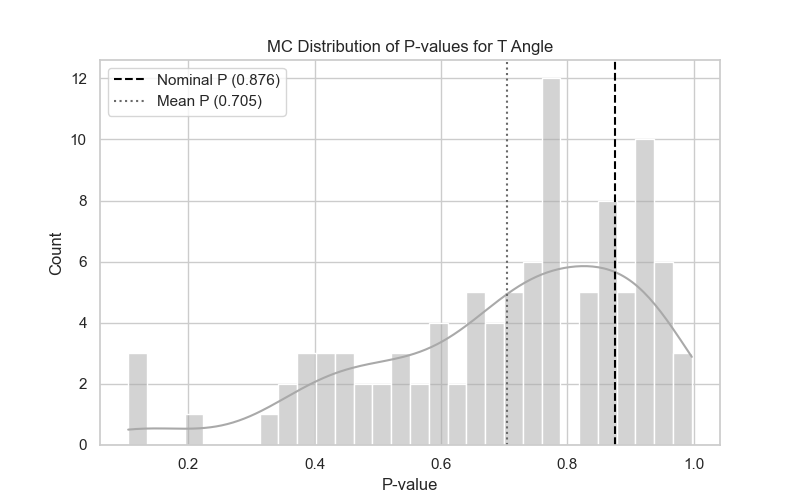 MC Distribution of P-values for T Angle
Nominal P (0.876)
Mean P (0.705)
12
10
8
6
4
2
0
Count
0.2
0.4
0.6
0.8
1.0
P-value